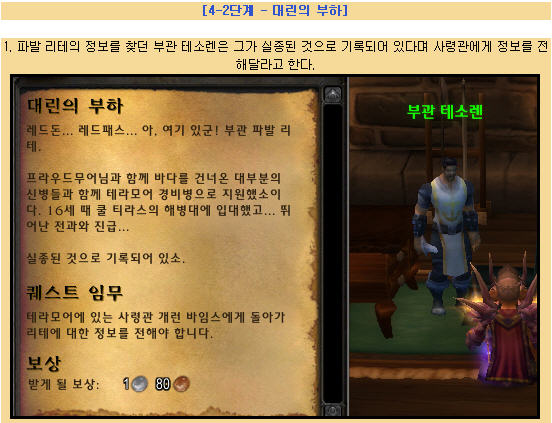 [4-2단계 - 대린의 부하]
1. 파발 리테의 정보를 찾던 부관 테소렌은 그가 실종된 것으로 기록되어 있다며 사령관에게 정보를 전
해달라고 한다.
대린의 부하
레드돈... 레드패스... 아, 여기 있군! 부관 파발 리
테.
프라우드무어님과 함께 바다를 건너온 대부분의
신병들과 함께 테라모어 경비병으로 지원했소이
다. 16세 때 쿨 티라스의 해병대에 입대했고... 뛰
어난 전과와 진급...
실종된 것으로 기록되어 있소.
퀘스트 임무
테라모어에 있는 사령관 개런 바임스에게 돌아가
리테에 대한 정보를 전해야 합니다.
보상
받게 될 보상: 1 80
부관 테소렌